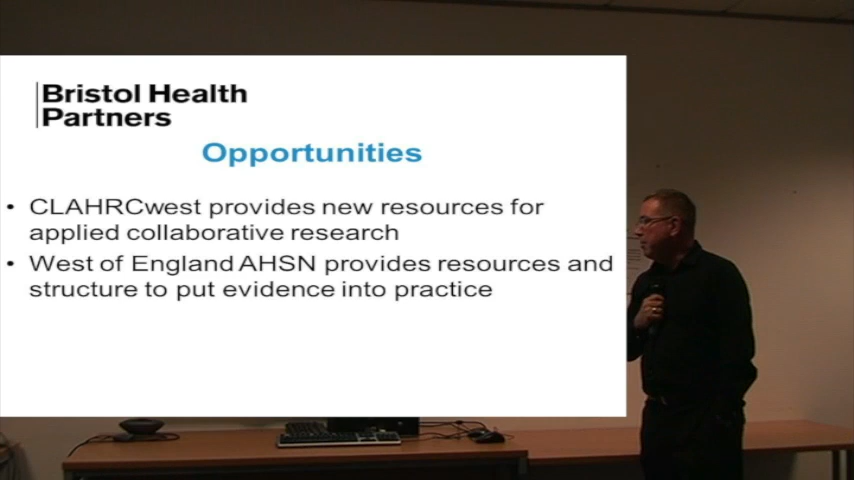 Bristol Health
Partners
Opportunities
• CLAHRCwest provides new resources for
applied collaborative research
• West of England AHSN provides resources and
structure to put evidence into practice